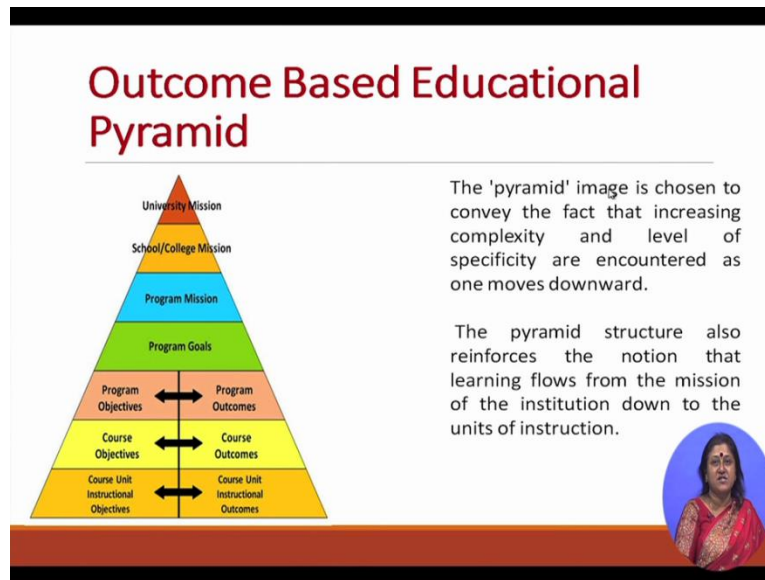 Outcome Based Educational
Pyramid
University Mission
School/College Mission
Program Mission
Program Goals
Program
Objectives
Program
Outcomes
Course
Objectives
Course
Outcomes
Course Unit
Instructional
Objectives
Course Unit
Instructional
Outcomes
The 'pyramid' image is chosen to
convey the fact that increasing
complexity and level of
specificity are encountered as
one moves downward.
The pyramid structure also
reinforces the notion that
learning flows from the mission
of the institution down to the
units of instruction.